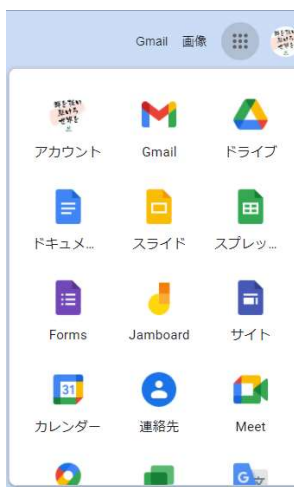 Gmail 画像
アカウント Gmail ドライブ
ドキュメ... スライド スプレッ...
Forms Jamboard サイト
31
カレンダー 連絡先 Meet
G